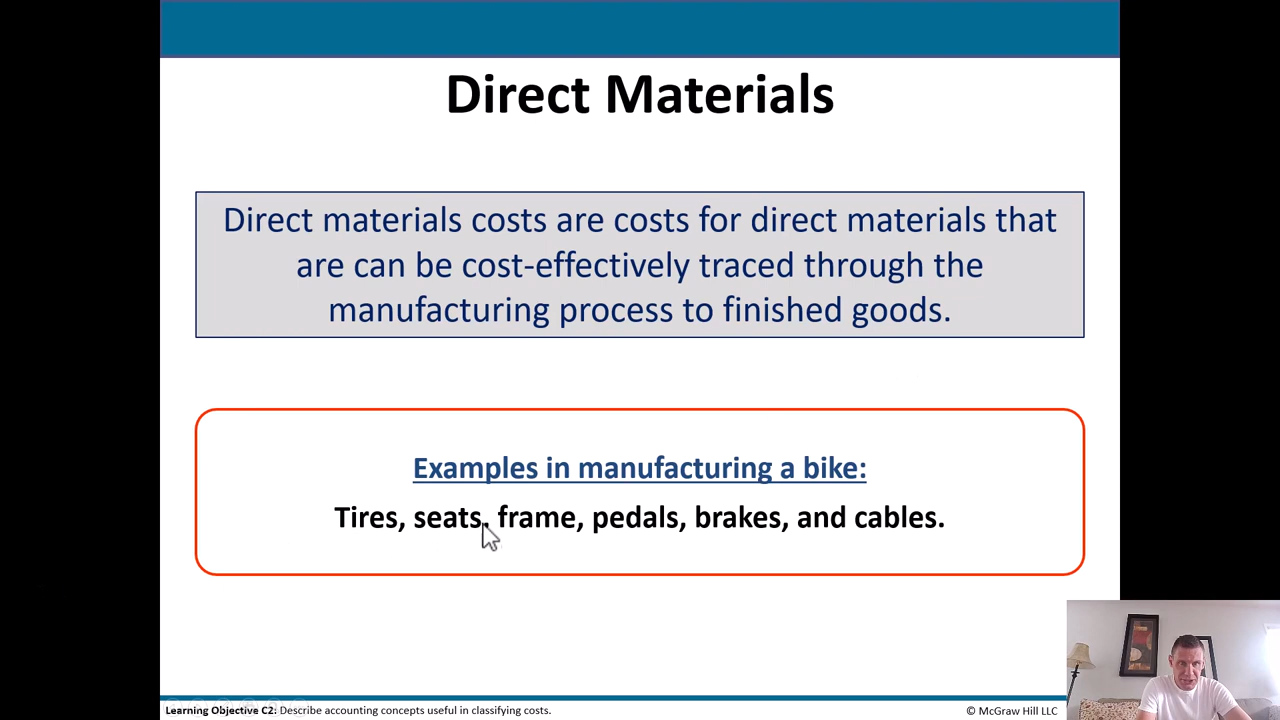 Direct Materials
Direct materials costs are costs for direct materials that
are can be cost-effectively traced through the
manufacturing process to finished goods.
Examples in manufacturing a bike:
Tires, seats, frame, pedals, brakes, and cables.
Learning Objective C2: Describe accounting concepts useful in classifying costs.
© McGraw Hill LLC